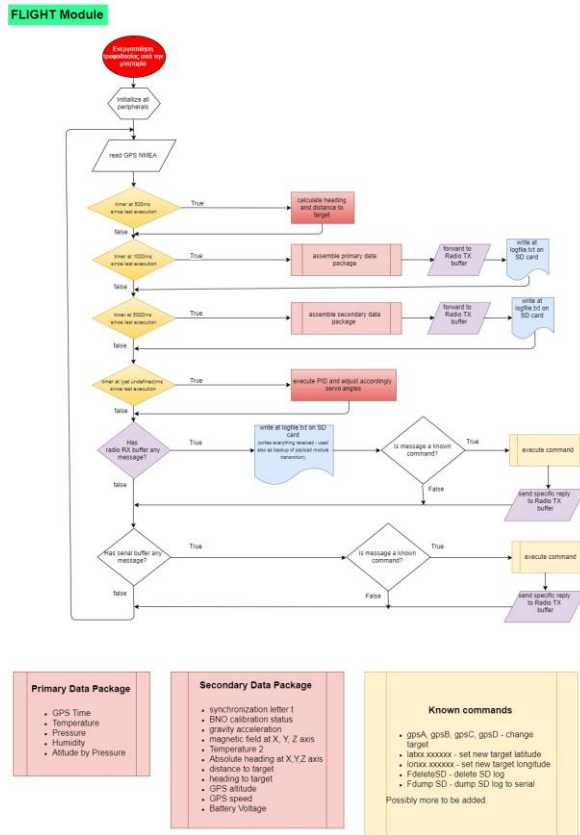 FLIGHT Module
Ενεργοποίηση
τροφοδοσίας από την
μπαταρία
Initialize all
peripherals
read GPS NMEA
timer at 500ms
since last execution
True
calculate heading
and distance to
target
false
timer at 1000ms
since last execution
True
assemble primary data
package
forward to
Radio TX
buffer
write at
logfile.txt on
SD card
false
timer at 5000ms
since last execution
True
assemble secondary data
package
forward to
Radio TX
buffer
write at
logfile.txt on
SD card
false
timer at (yet undefined)ms
since last execution
True
execute PID and adjust accordingly
servo angles
false
Has
radio RX buffer any
message?
True
write at logfile.txt on SD
card
(writes everything received - used
also as backup of payload module
transmition)
Is message a known
command?
True
execute command
false
False
send specific reply
to Radio TX
buffer
Has serial buffer any
message?
True
Is message a known
command?
True
execute command
false
False
send specific reply
to Radio TX
buffer
Primary Data Package
• GPS Time
• Temperature
• Pressure
• Humidity
• Atitude by Pressure
Secondary Data Package
• synchronization letter t
• BNO calibration status
• gravity acceleration
• magnetic field at X, Y, Z axis
• Temperature 2
• Absolute heading at X,Y,Z axis
• distance to target
• heading to target
• GPS altitude
• GPS speed
• Battery Voltage
Known commands
• gpsA, gpsB, gpsC, gpsD - change
target
• latxx.xxxxxx - set new target latitude
• lonxx.xxxxxx - set new target longitude
• FdeleteSD - delete SD log
• Fdump SD - dump SD log to serial
Possibly more to be added.